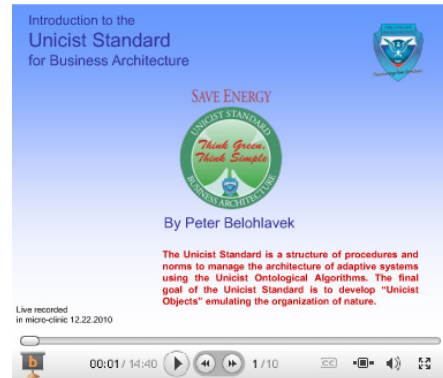 Introduction to the
Unicist Standard
for Business Architecture
SAVE ENERGY
UNICIST STANDARD
Think Green.
Think Simple
BUSINESS ARCHITECTURE
By Peter Belohlavek
The Unicist Standard is a structure of procedures and
norms to manage the architecture of adaptive systems
using the Unicist Ontological Algorithms. The final
goal of the Unicist Standard is to develop "Unicist
Objects" emulating the organization of nature.
Live recorded
in micro-clinic 12.22.2010
b
00:01 / 14:40
1 / 10
CC